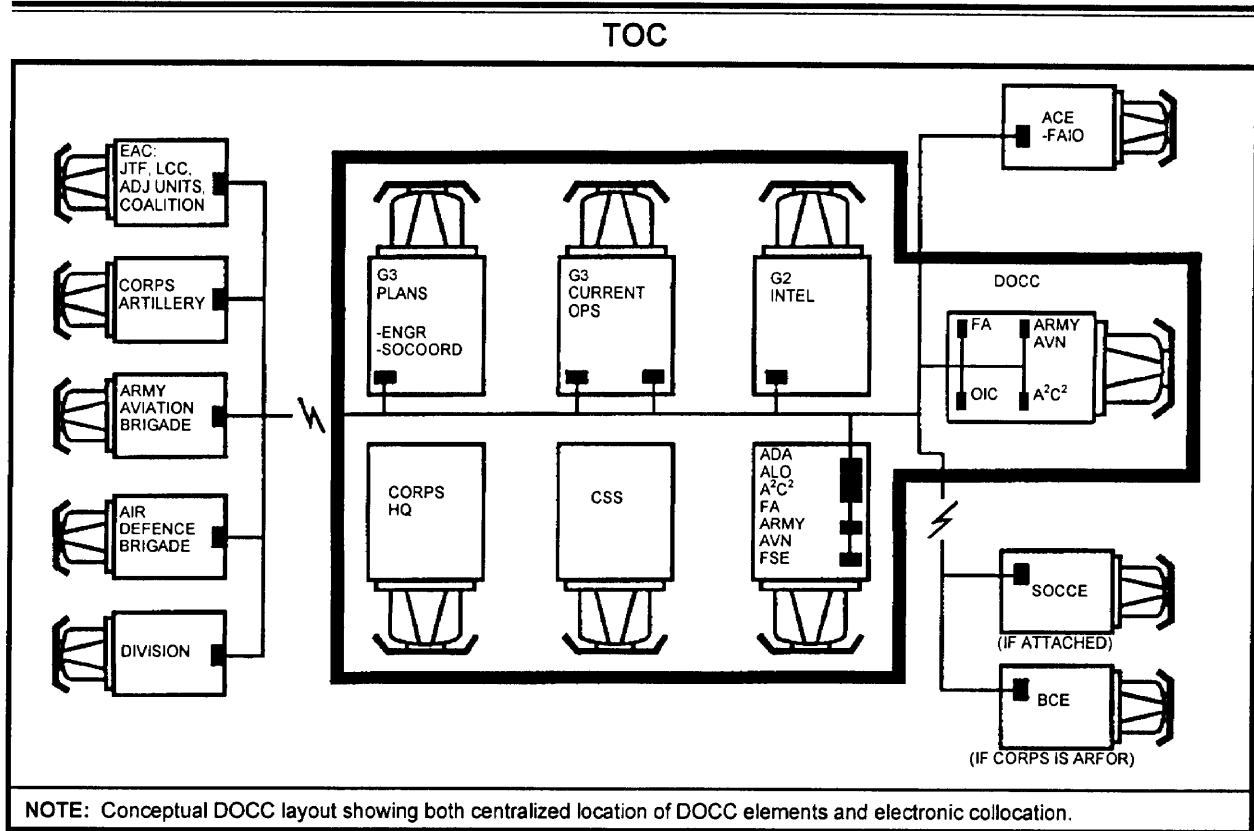 TOC
EAC:
JTF, LCC,
ADJ UNITS,
COALITION
CORPS
ARTILLERY
ARMY
AVIATION
BRIGADE
AIR
DEFENCE
BRIGADE
DIVISION
G3
PLANS
-ENGR
-SOCOORD
G3
CURRENT
OPS
G2
INTEL
CORPS
HQ
CSS
ADA
ALO
A²C²
FA
ARMY
AVN
FSE
ACE
-FAIO
DOCC
FA
ARMY
AVN
OIC
A²C²
SOCCE
(IF ATTACHED)
BCE
(IF CORPS IS ARFOR)
NOTE: Conceptual DOCC layout showing both centralized location of DOCC elements and electronic collocation.